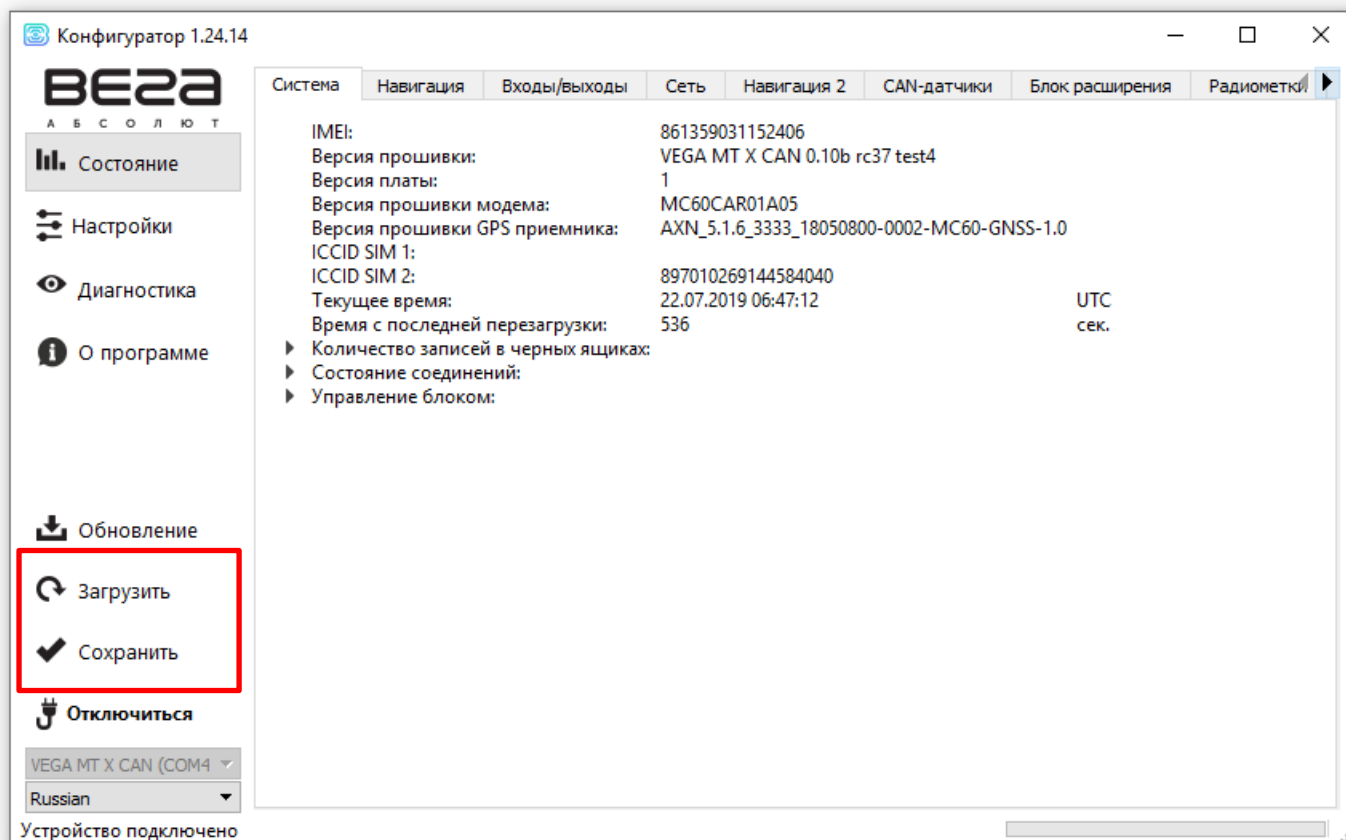 Конфигуратор 1.24.14
ВЕГА
АБСОЛЮТ
Состояние
Настройки
Диагностика
О программе
Обновление
Загрузить
Сохранить
Отключиться
VEGA MT X CAN (COM4
Russian
Устройство подключено
Система Навигация Входы/выходы Сеть Навигация 2 CAN-датчики Блок расширения Радиометки
IMEI: 861359031152406
Версия прошивки: VEGA MT X CAN 0.10b rc37 test4
Версия платы: 1
Версия прошивки модема: MC60CAR01A05
Версия прошивки GPS приемника: AXN_5.1.6_3333_18050800-0002-MC60-GNSS-1.0
ICCID SIM 1:
ICCID SIM 2: 897010269144584040
Текущее время: 22.07.2019 06:47:12 UTC
Время с последней перезагрузки: 536 сек.
Количество записей в черных ящиках:
Состояние соединений:
Управление блоком: